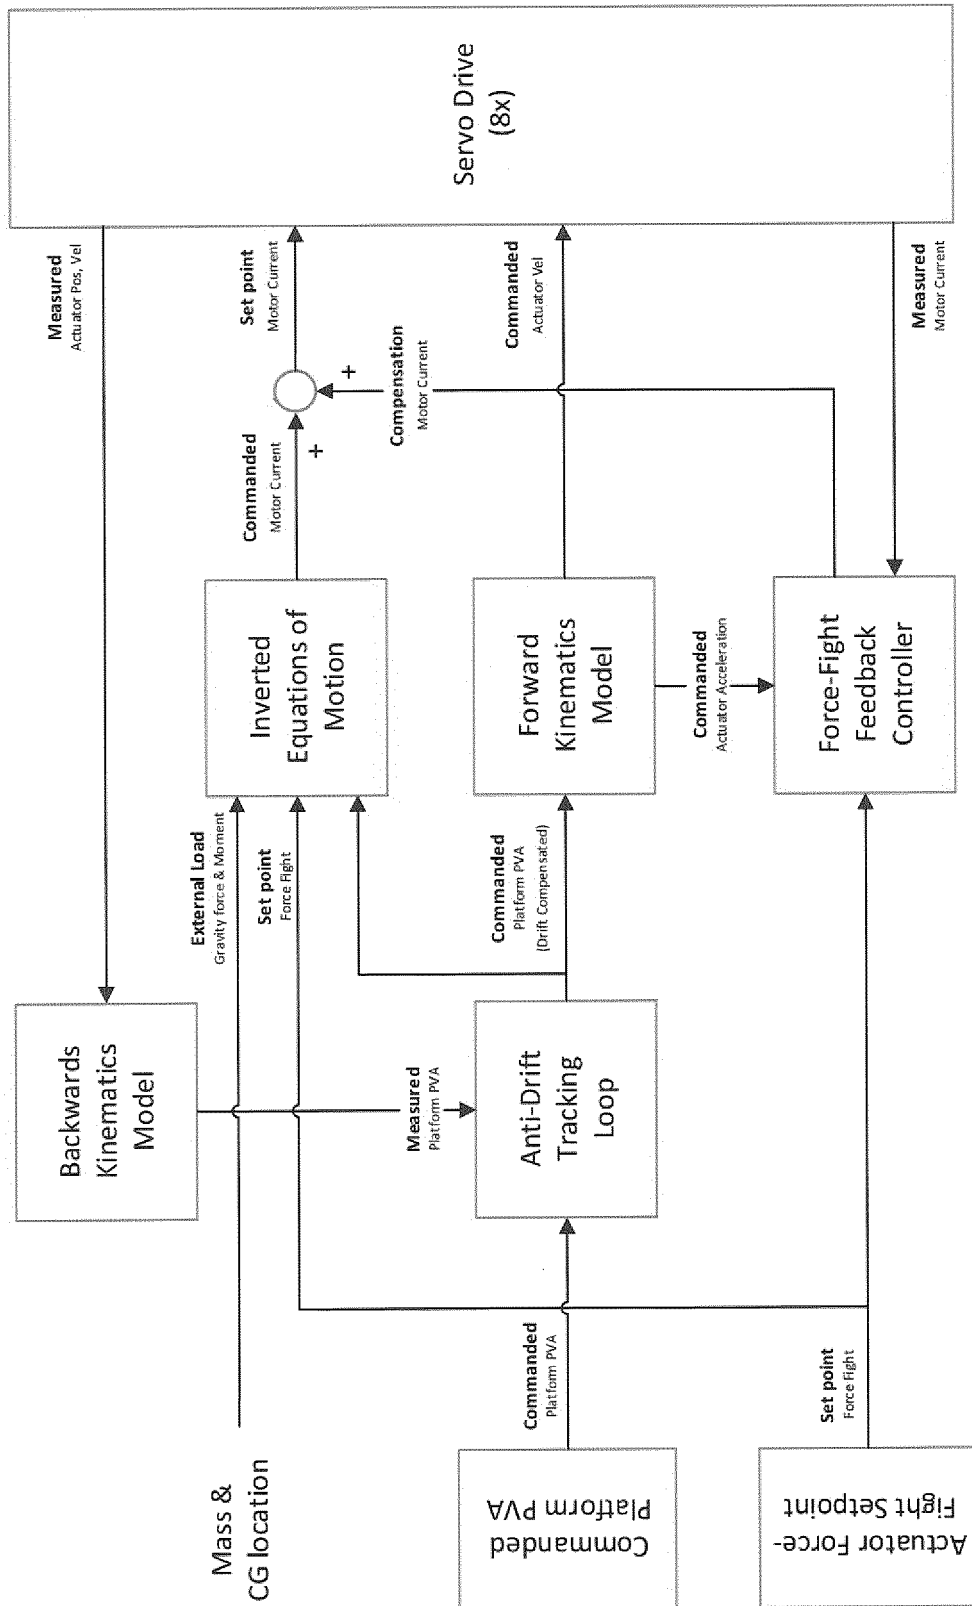 Servo Drive
(8x)
Measured
Actuator Pos, Vel
Set point
Motor Current
Commanded
Actuator Vel
Measured
Motor Current
+
Compensation
Motor Current
Commanded
Motor Current
+
Inverted
Equations of
Motion
Forward
Kinematics
Model
Commanded
Actuator Acceleration
Force-Fight
Feedback
Controller
External Load
Gravity force & Moment
Set point
Force Fight
Commanded
Platform PVA
(Drift Compensated)
Backwards
Kinematics
Model
Measured
Platform PVA
Anti-Drift
Tracking
Loop
Mass &
CG location
Commanded
Platform PVA
Set point
Force Fight
Commanded
Platform PVA
Actuator Force-
Fight Setpoint